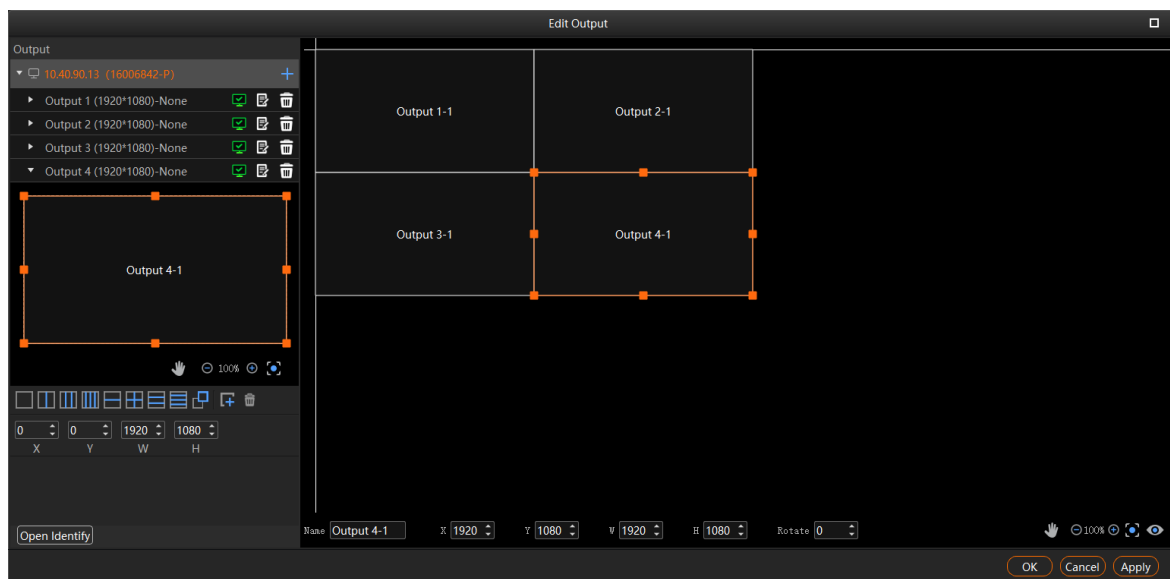 Edit Output
Output
10.40.90.13 (16006842-P)
Output 1 (1920*1080)-None
Output 2 (1920*1080)-None
Output 3 (1920*1080)-None
Output 4 (1920*1080)-None
Output 4-1
100%
0 0 1920 1080
X Y W H
Open Identify
Output 1-1 Output 2-1
Output 3-1 Output 4-1
Name Output 4-1 X 1920 Y 1080 W 1920 H 1080 Rotate 0 100%
OK Cancel Apply